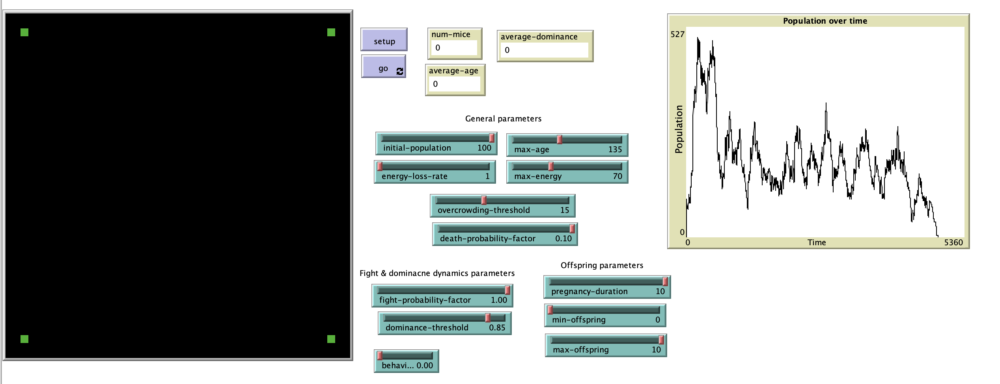 setup
go
num-mice
0
average-dominance
0
average-age
0
General parameters
initial-population 100
max-age 135
energy-loss-rate 1
max-energy 70
overcrowding-threshold 15
death-probability-factor 0.10
Fight & dominacne dynamics parameters
fight-probability-factor 1.00
dominance-threshold 0.85
behavi... 0.00
Offspring parameters
pregnancy-duration 10
min-offspring 0
max-offspring 10
Population over time
527
Population
0
0 Time 5360